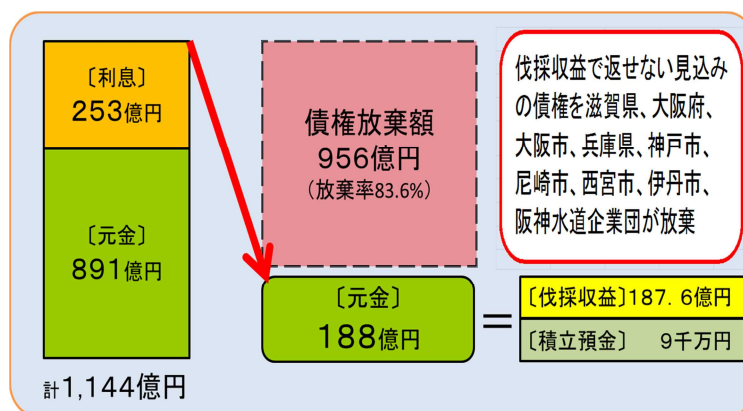 〔利息〕
253億円
〔元金〕
891億円
計1,144億円
債権放棄額
956億円
(放棄率83.6%)
〔元金〕
188億円
=
伐採収益で返せない見込み
の債権を滋賀県、大阪府、
大阪市、兵庫県、神戸市、
尼崎市、西宮市、伊丹市、
阪神水道企業団が放棄
〔伐採収益〕187.6億円
〔積立預金〕 9千万円